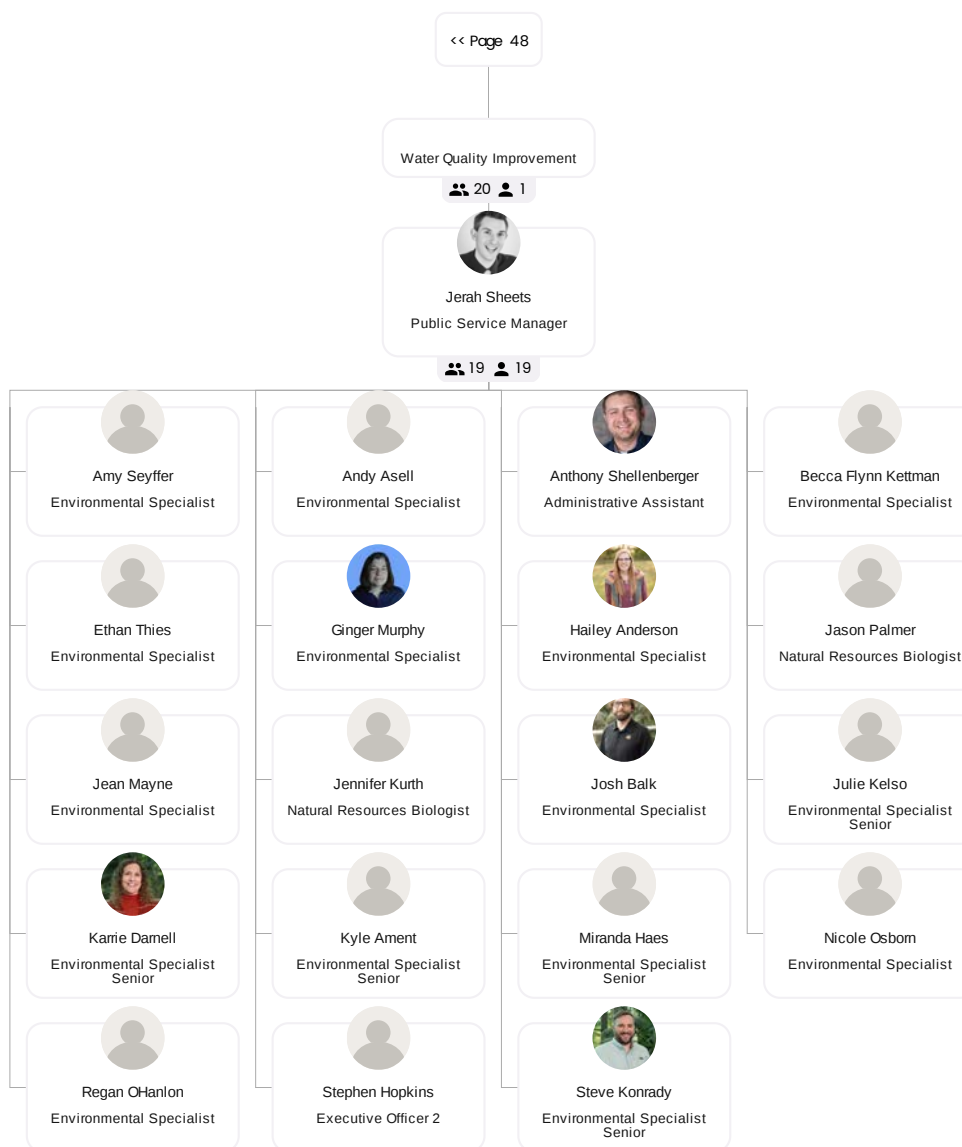 << Page 48
Water Quality Improvement
20 1
Jerah Sheets
Public Service Manager
19 19
Amy Seyffer
Environmental Specialist
Andy Asell
Environmental Specialist
Anthony Shellenberger
Administrative Assistant
Becca Flynn Kettman
Environmental Specialist
Ethan Thies
Environmental Specialist
Ginger Murphy
Environmental Specialist
Hailey Anderson
Environmental Specialist
Jason Palmer
Natural Resources Biologist
Jean Mayne
Environmental Specialist
Jennifer Kurth
Natural Resources Biologist
Josh Balk
Environmental Specialist
Julie Kelso
Environmental Specialist
Senior
Karrie Darnell
Environmental Specialist
Senior
Kyle Ament
Environmental Specialist
Senior
Miranda Haes
Environmental Specialist
Senior
Nicole Osborn
Environmental Specialist
Regan OHanlon
Environmental Specialist
Stephen Hopkins
Executive Officer 2
Steve Konrady
Environmental Specialist
Senior